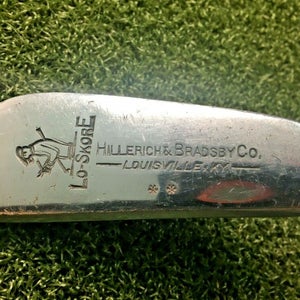 LO-SKORE
HILLERICH & BRADSBY CO.
LOUISVILLE, KY.